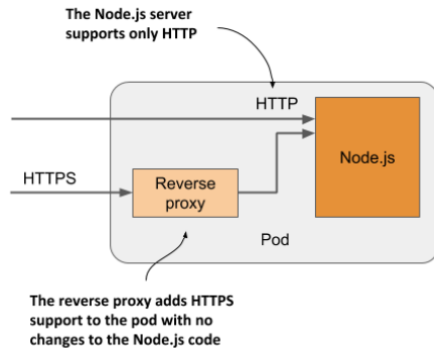 The Node.js server
supports only HTTP
HTTP
Node.js
HTTPS
Reverse
proxy
Pod
The reverse proxy adds HTTPS
support to the pod with no
changes to the Node.js code